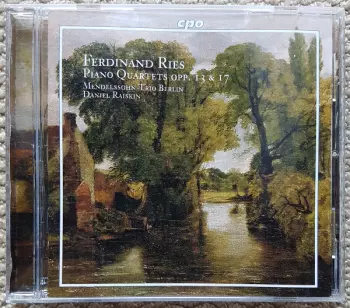 cpo
Ferdinand Ries
Piano Quartets opp. 13 & 17
Mendelssohn Trio Berlin
Daniel Raiskin